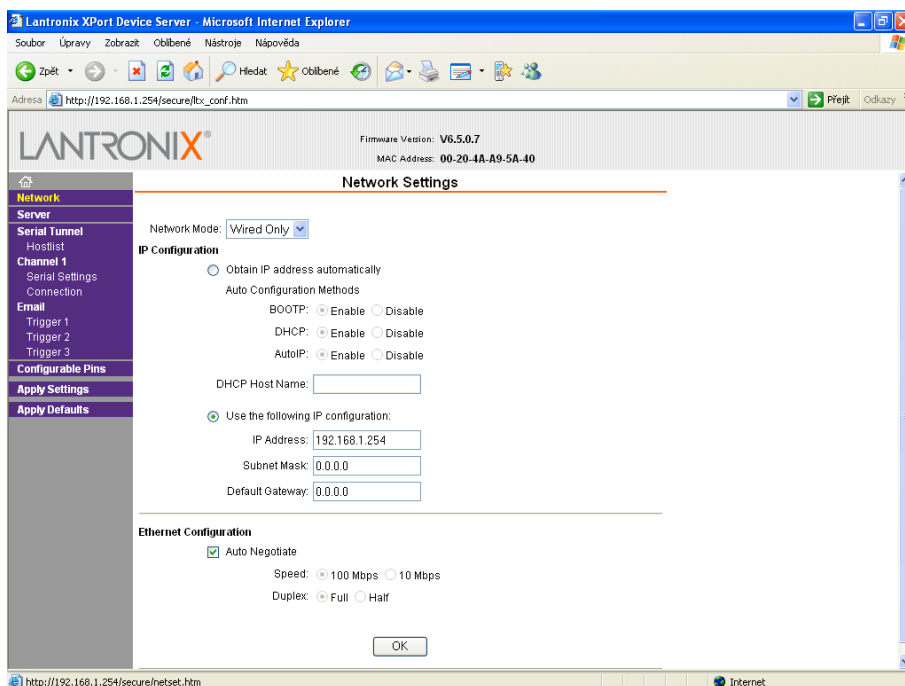 Lantronix XPort Device Server - Microsoft Internet Explorer
Soubor Úpravy Zobrazit Oblíbené Nástroje Nápověda
Zpět Hledat Oblíbené
Adresa http://192.168.1.254/secure/ltx_conf.htm Přejít Odkazy
LANTRONIX®
Firmware Version: V6.5.0.7
MAC Address: 00-20-4A-A9-5A-40
Network
Server
Serial Tunnel
Hostlist
Channel 1
Serial Settings
Connection
Email
Trigger 1
Trigger 2
Trigger 3
Configurable Pins
Apply Settings
Apply Defaults
Network Settings
Network Mode: Wired Only
IP Configuration
Obtain IP address automatically
Auto Configuration Methods
BOOTP: Enable Disable
DHCP: Enable Disable
AutoIP: Enable Disable
DHCP Host Name:
Use the following IP configuration:
IP Address: 192.168.1.254
Subnet Mask: 0.0.0.0
Default Gateway: 0.0.0.0
Ethernet Configuration
Auto Negotiate
Speed: 100 Mbps 10 Mbps
Duplex: Full Half
OK
http://192.168.1.254/secure/netset.htm Internet